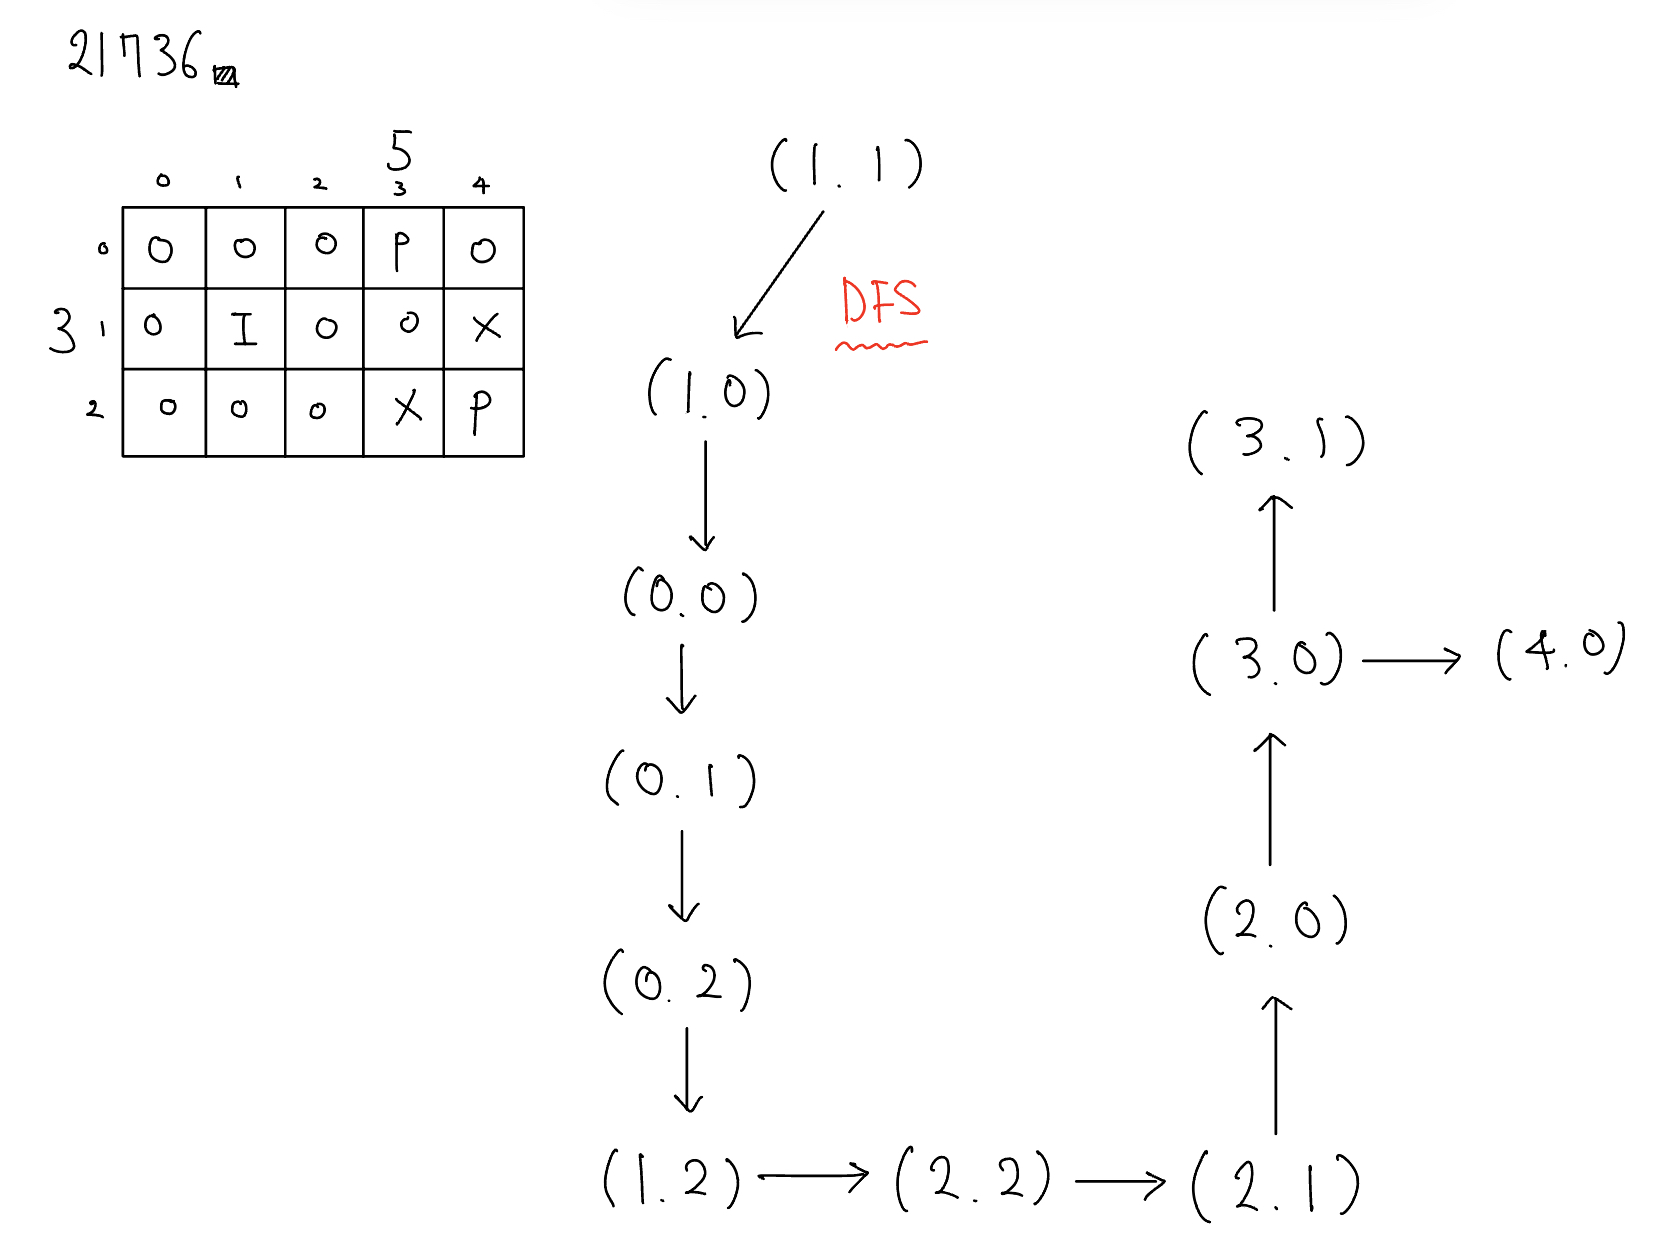 21736
5
0 1 2 3 4
0 O O O P O
3 1 O I O O X
2 O O O X P
(1.1)
DFS
(1.0)
(0.0)
(0.1)
(0.2)
(1.2) → (2.2) → (2.1)
(2.0)
(3.0) → (4.0)
(3.1)